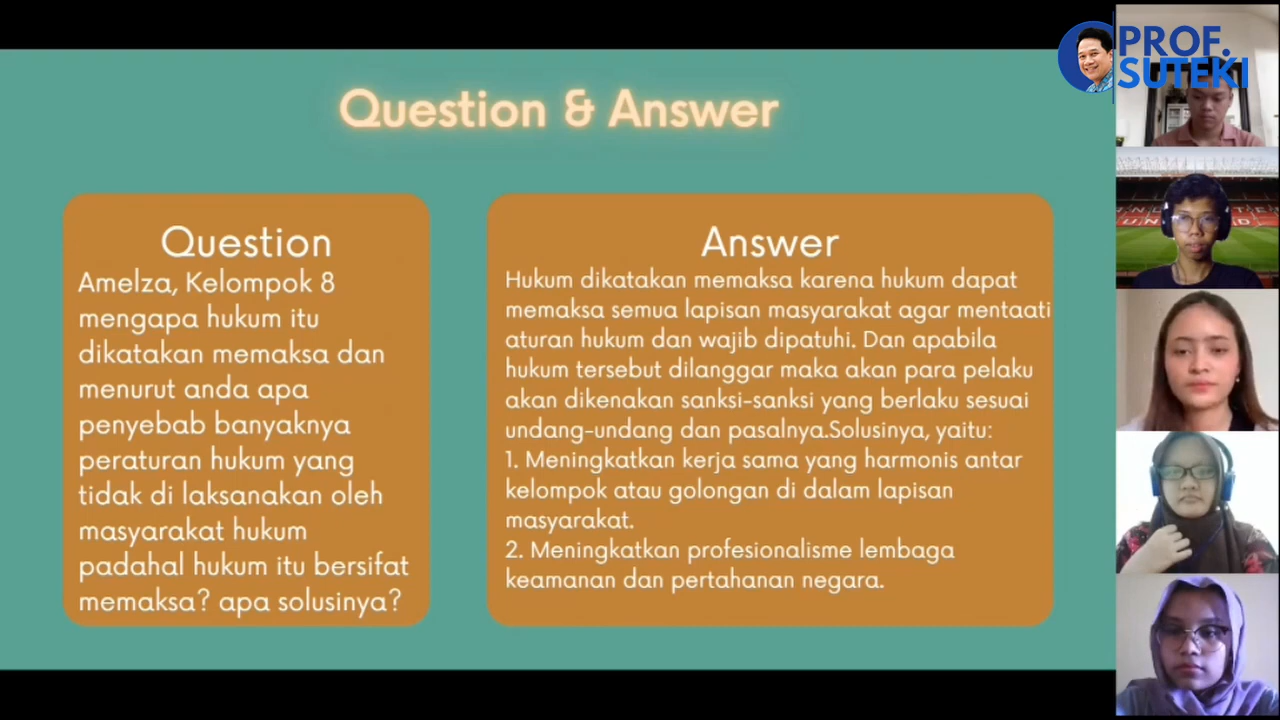 PROF.
SUTEKI
Question & Answer
Question
Amelza, Kelompok 8
mengapa hukum itu
dikatakan memaksa dan
menurut anda apa
penyebab banyaknya
peraturan hukum yang
tidak di laksanakan oleh
masyarakat hukum
padahal hukum itu bersifat
memaksa? apa solusinya?
Answer
Hukum dikatakan memaksa karena hukum dapat
memaksa semua lapisan masyarakat agar mentaati
aturan hukum dan wajib dipatuhi. Dan apabila
hukum tersebut dilanggar maka akan para pelaku
akan dikenakan sanksi-sanksi yang berlaku sesuai
undang-undang dan pasalnya.Solusinya, yaitu:
1. Meningkatkan kerja sama yang harmonis antar
kelompok atau golongan di dalam lapisan
masyarakat.
2. Meningkatkan profesionalisme lembaga
keamanan dan pertahanan negara.